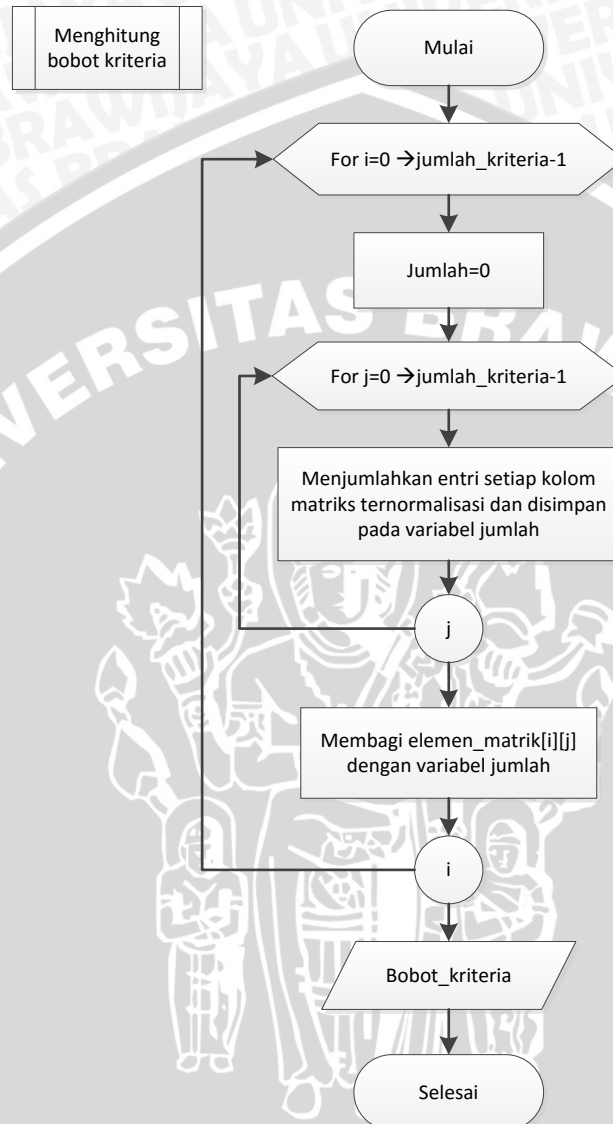 Menghitung
bobot kriteria
Mulai
For i=0 →jumlah_kriteria-1
Jumlah=0
For j=0 →jumlah_kriteria-1
Menjumlahkan entri setiap kolom
matriks ternormalisasi dan disimpan
pada variabel jumlah
j
Membagi elemen_matrik[i][j]
dengan variabel jumlah
i
Bobot_kriteria
Selesai